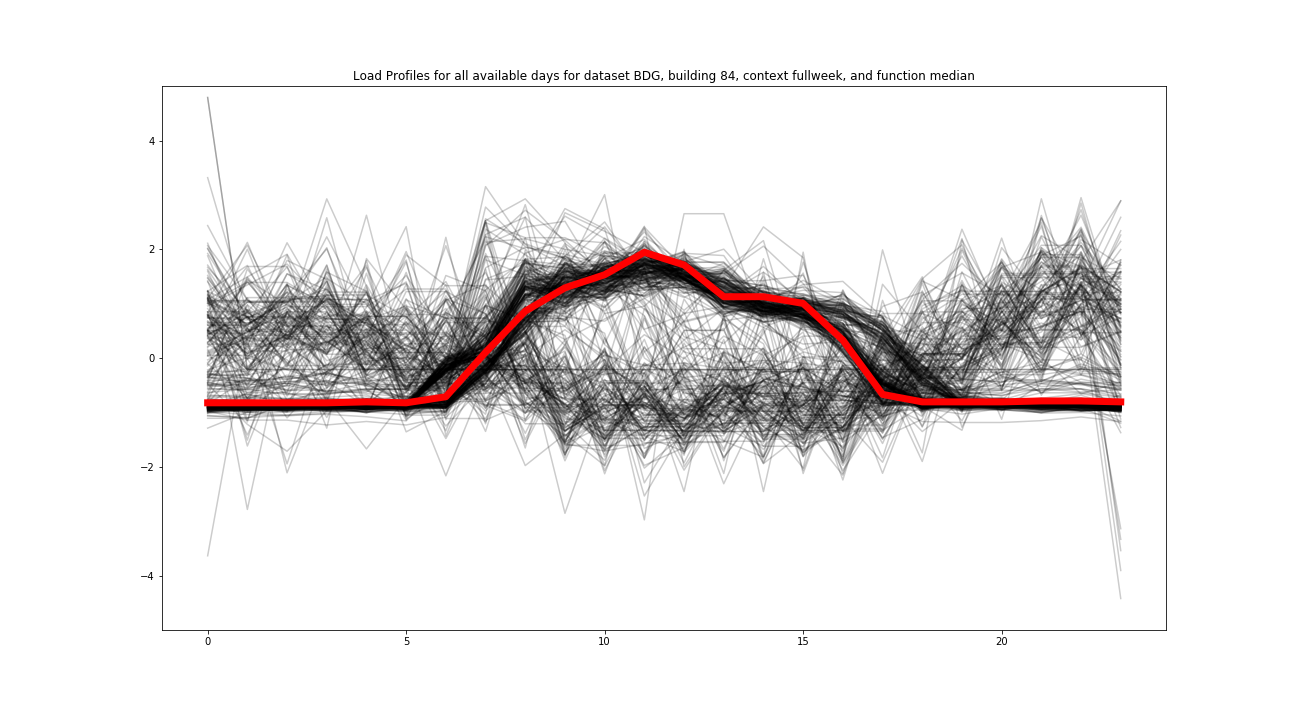 Load Profiles for all available days for dataset BDG, building 84, context fullweek, and function median
4
2
0
−2
−4
0 5 10 15 20